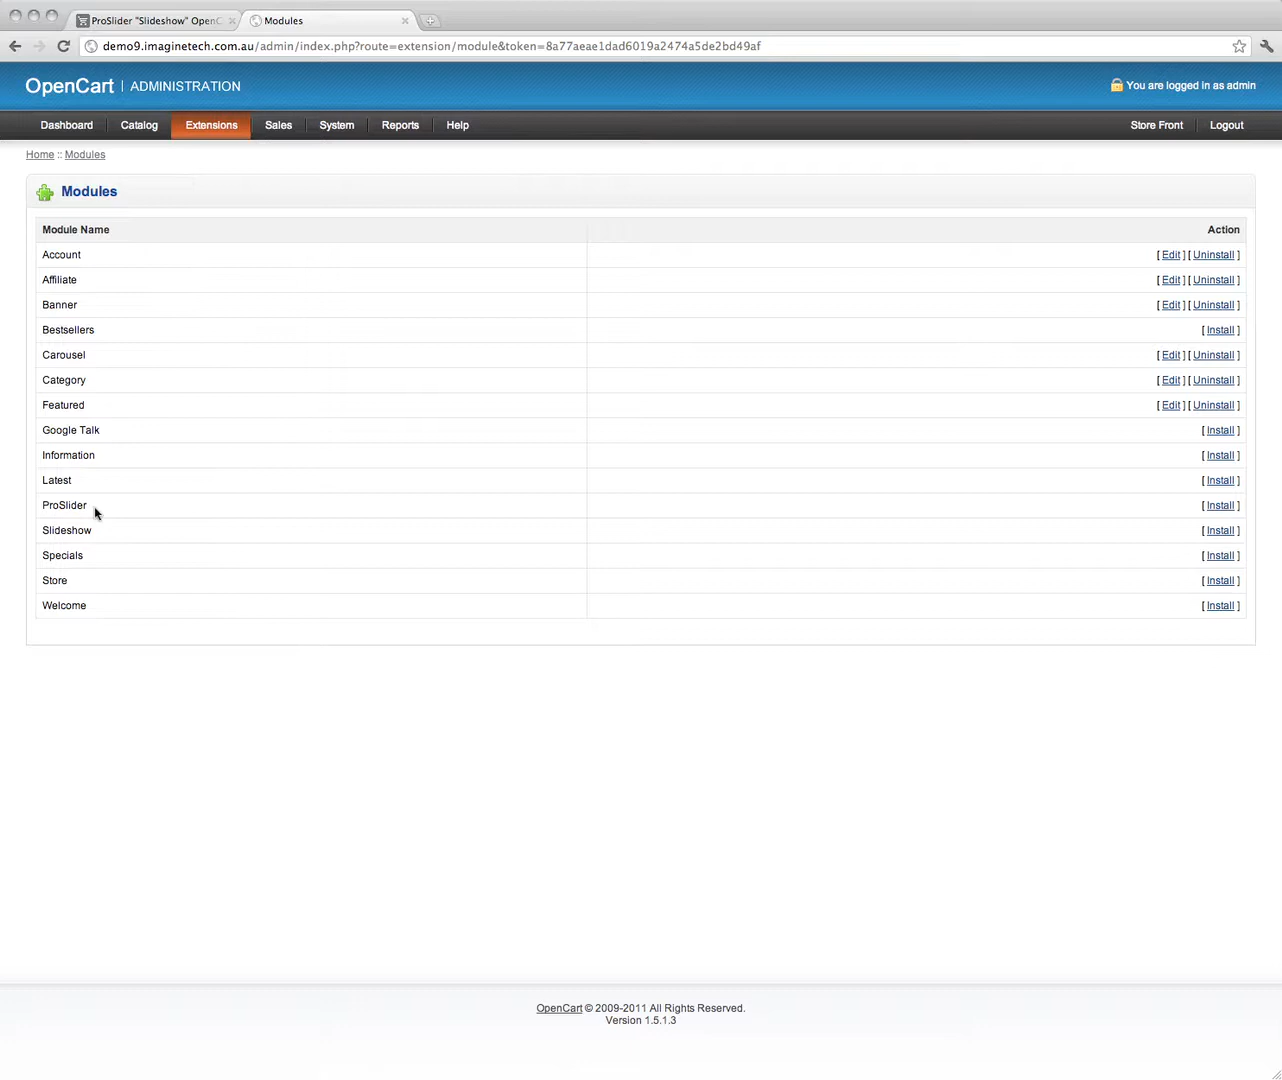 ProSlider "Slideshow" OpenC
Modules
demo9.imaginetech.com.au/admin/index.php?route=extension/module&token=8a77aeae1dad6019a2474a5de2bd49af
OpenCart | ADMINISTRATION
You are logged in as admin
Dashboard Catalog Extensions Sales System Reports Help Store Front Logout
Home :: Modules
Modules
Module Name Action
Account [ Edit ] [ Uninstall ]
Affiliate [ Edit ] [ Uninstall ]
Banner [ Edit ] [ Uninstall ]
Bestsellers [ Install ]
Carousel [ Edit ] [ Uninstall ]
Category [ Edit ] [ Uninstall ]
Featured [ Edit ] [ Uninstall ]
Google Talk [ Install ]
Information [ Install ]
Latest [ Install ]
ProSlider [ Install ]
Slideshow [ Install ]
Specials [ Install ]
Store [ Install ]
Welcome [ Install ]
OpenCart © 2009-2011 All Rights Reserved.
Version 1.5.1.3